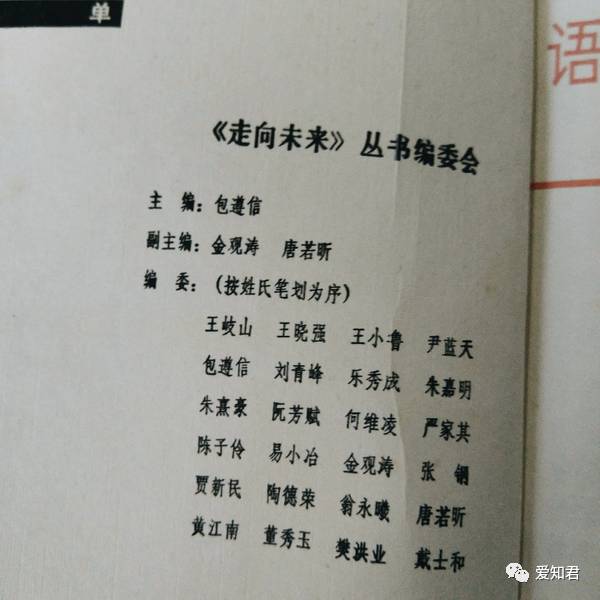 单
语
《走向未来》丛书编委会
主 编：包遵信
副主编：金观涛 唐若昕
编 委：（按姓氏笔划为序）
王岐山 王晓强 王小鲁 尹蓝天
包遵信 刘青峰 乐秀成 朱嘉明
朱熹豪 阮芳赋 何维凌 严家其
陈子伶 易小冶 金观涛 张 钢
贾新民 陶德荣 翁永曦 唐若昕
黄江南 董秀玉 樊洪业 戴士和
爱知君